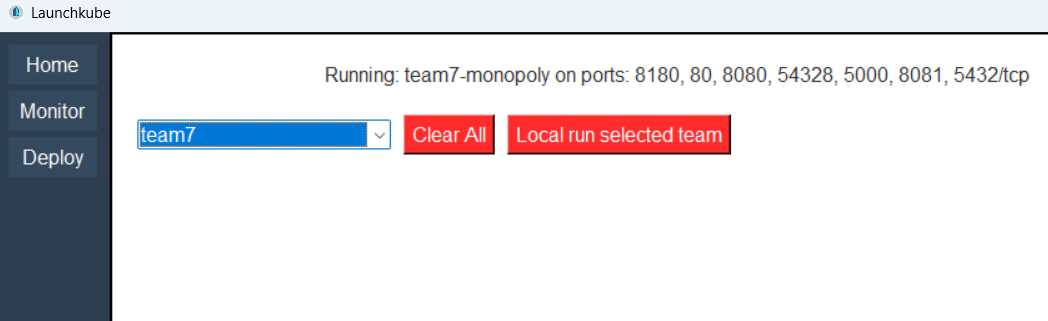 Launchkube
Home
Monitor
Deploy
Running: team7-monopoly on ports: 8180, 80, 8080, 54328, 5000, 8081, 5432/tcp
team7
Clear All
Local run selected team